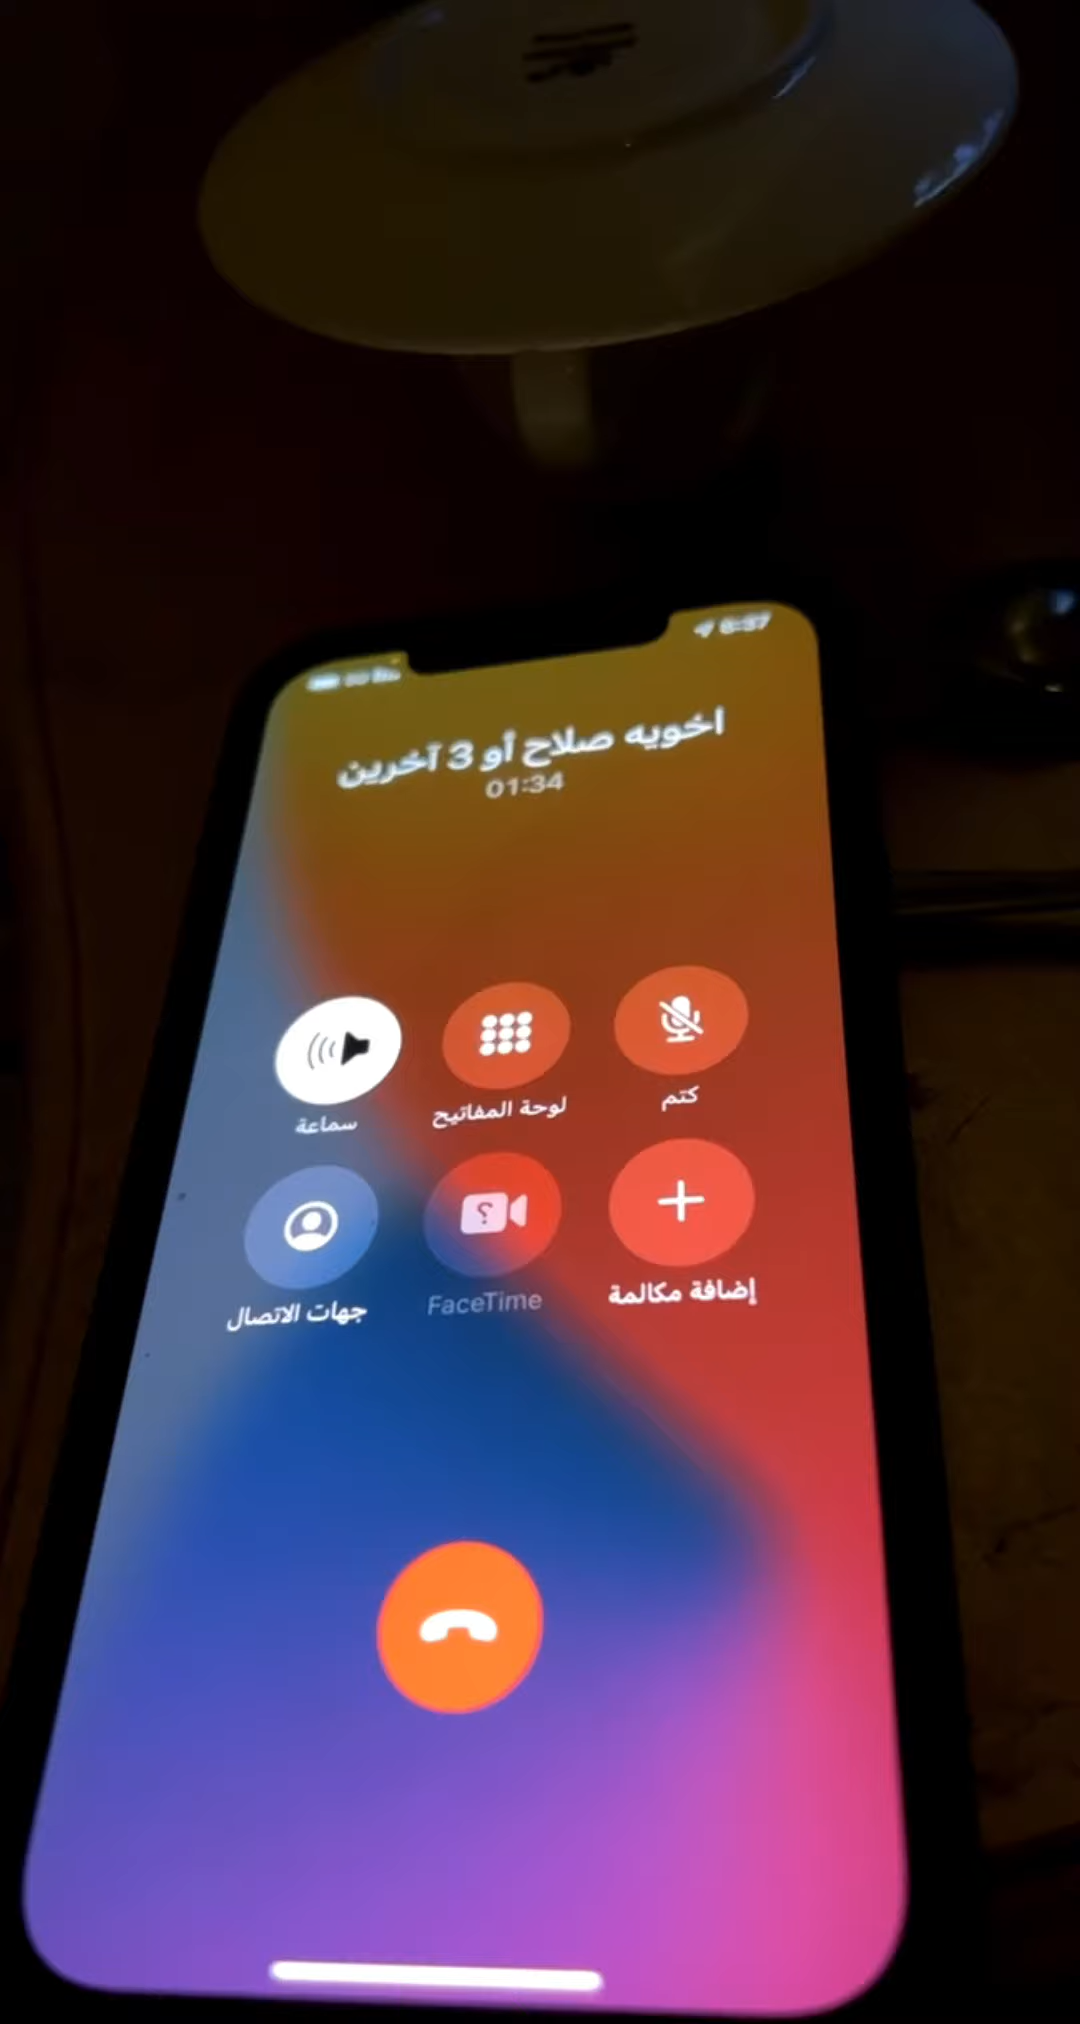 اخويه صلاح أو 3 آخرين
01:34
كتم
لوحة المفاتيح
سماعة
إضافة مكالمة
FaceTime
جهات الاتصال